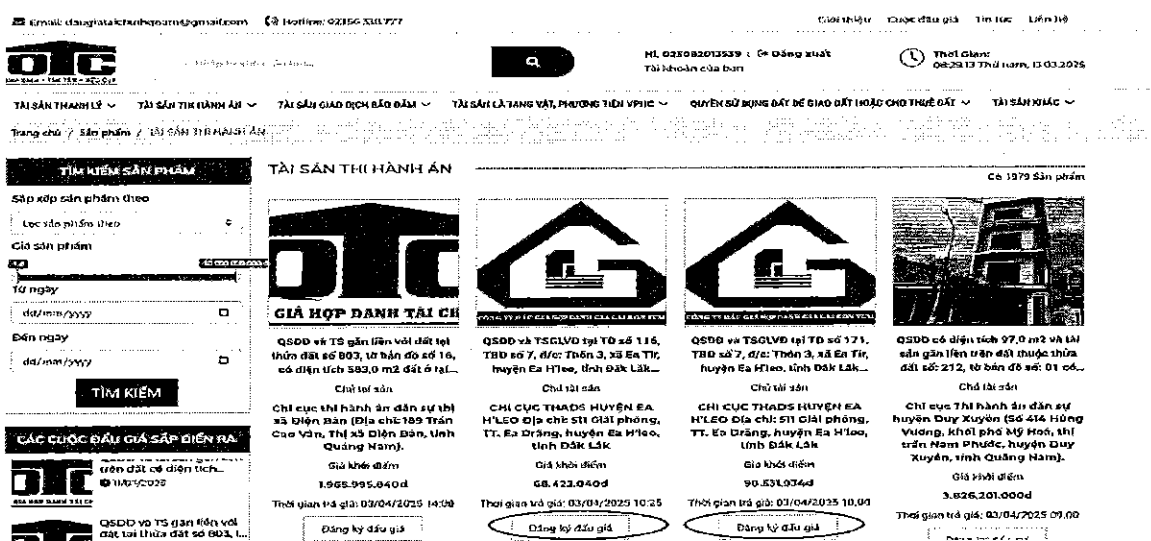 Email: daugiataichinhqnam@gmail.com Hotline: 02356.338.777
Giới thiệu Cuộc đấu giá Tin tức Liên hệ
OTC
Hi, 025082012539 Đăng xuất
Tài khoản của bạn
Thời Gian:
08:29:13 Thứ năm, 13.03.2025
TÀI SẢN THANH LÝ TÀI SẢN THI HÀNH ÁN TÀI SẢN GIAO DỊCH BẢO ĐẢM TÀI SẢN LÀ TANG VẬT, PHƯƠNG TIỆN VPHC QUYỀN SỬ DỤNG ĐẤT ĐỂ GIAO ĐẤT HOẶC CHO THUÊ ĐẤT TÀI SẢN KHÁC
Trang chủ / Sản phẩm / TÀI SẢN THI HÀNH ÁN
TÌM KIẾM SẢN PHẨM
Sắp xếp sản phẩm theo
Lọc sản phẩm theo
Giá sản phẩm
Từ ngày
dd/mm/yyyy
Đến ngày
dd/mm/yyyy
TÌM KIẾM
CÁC CUỘC ĐẤU GIÁ SẮP DIỄN RA
trên đất có diện tích...
QSDĐ và TS gắn liền với
đất tại thửa đất số 803, t...
TÀI SẢN THI HÀNH ÁN
Có 1979 Sản phẩm
GIÁ HỢP DANH TÀI CH
QSDĐ và TS gắn liền với đất tại
thửa đất số 803, tờ bản đồ số 16,
có diện tích 583,0 m2 đất ở tại...
Chủ tài sản
Chi cục thi hành án dân sự thị
xã Điện Bàn (Địa chỉ: 189 Trần
Cao Vân, Thị xã Điện Bàn, tỉnh
Quảng Nam).
Giá khởi điểm
1.965.995.840đ
Thời gian trả giá: 03/04/2025 14:00
Đăng ký đấu giá
QSDĐ và TSGLVĐ tại TĐ số 116,
TBĐ số 7, đ/c: Thôn 3, xã Ea Tir,
huyện Ea H'leo, tỉnh Đắk Lắk...
Chủ tài sản
CHI CỤC THADS HUYỆN EA
H'LEO Địa chỉ: 511 Giải phóng,
TT. Ea Drăng, huyện Ea H'leo,
tỉnh Đắk Lắk
Giá khởi điểm
68.423.040đ
Thời gian trả giá: 03/04/2025 10:25
Đăng ký đấu giá
QSDĐ và TSGLVĐ tại TĐ số 171,
TBĐ số 7, đ/c: Thôn 3, xã Ea Tir,
huyện Ea H'leo, tỉnh Đắk Lắk...
Chủ tài sản
CHI CỤC THADS HUYỆN EA
H'LEO Địa chỉ: 511 Giải phóng,
TT. Ea Drăng, huyện Ea H'leo,
tỉnh Đắk Lắk
Giá khởi điểm
90.531.034đ
Thời gian trả giá: 03/04/2025 10:00
Đăng ký đấu giá
QSDĐ có diện tích 97,0 m2 và tài
sản gắn liền trên đất thuộc thửa
đất số: 212, tờ bản đồ số: 01 có...
Chủ tài sản
Chi cục Thi hành án dân sự
huyện Duy Xuyên (Số 414 Hùng
Vương, khối phố Mỹ Hoà, thị
trấn Nam Phước, huyện Duy
Xuyên, tỉnh Quảng Nam).
Giá khởi điểm
3.826.201.000đ
Thời gian trả giá: 03/04/2025 09:00
Đăng ký đấu giá